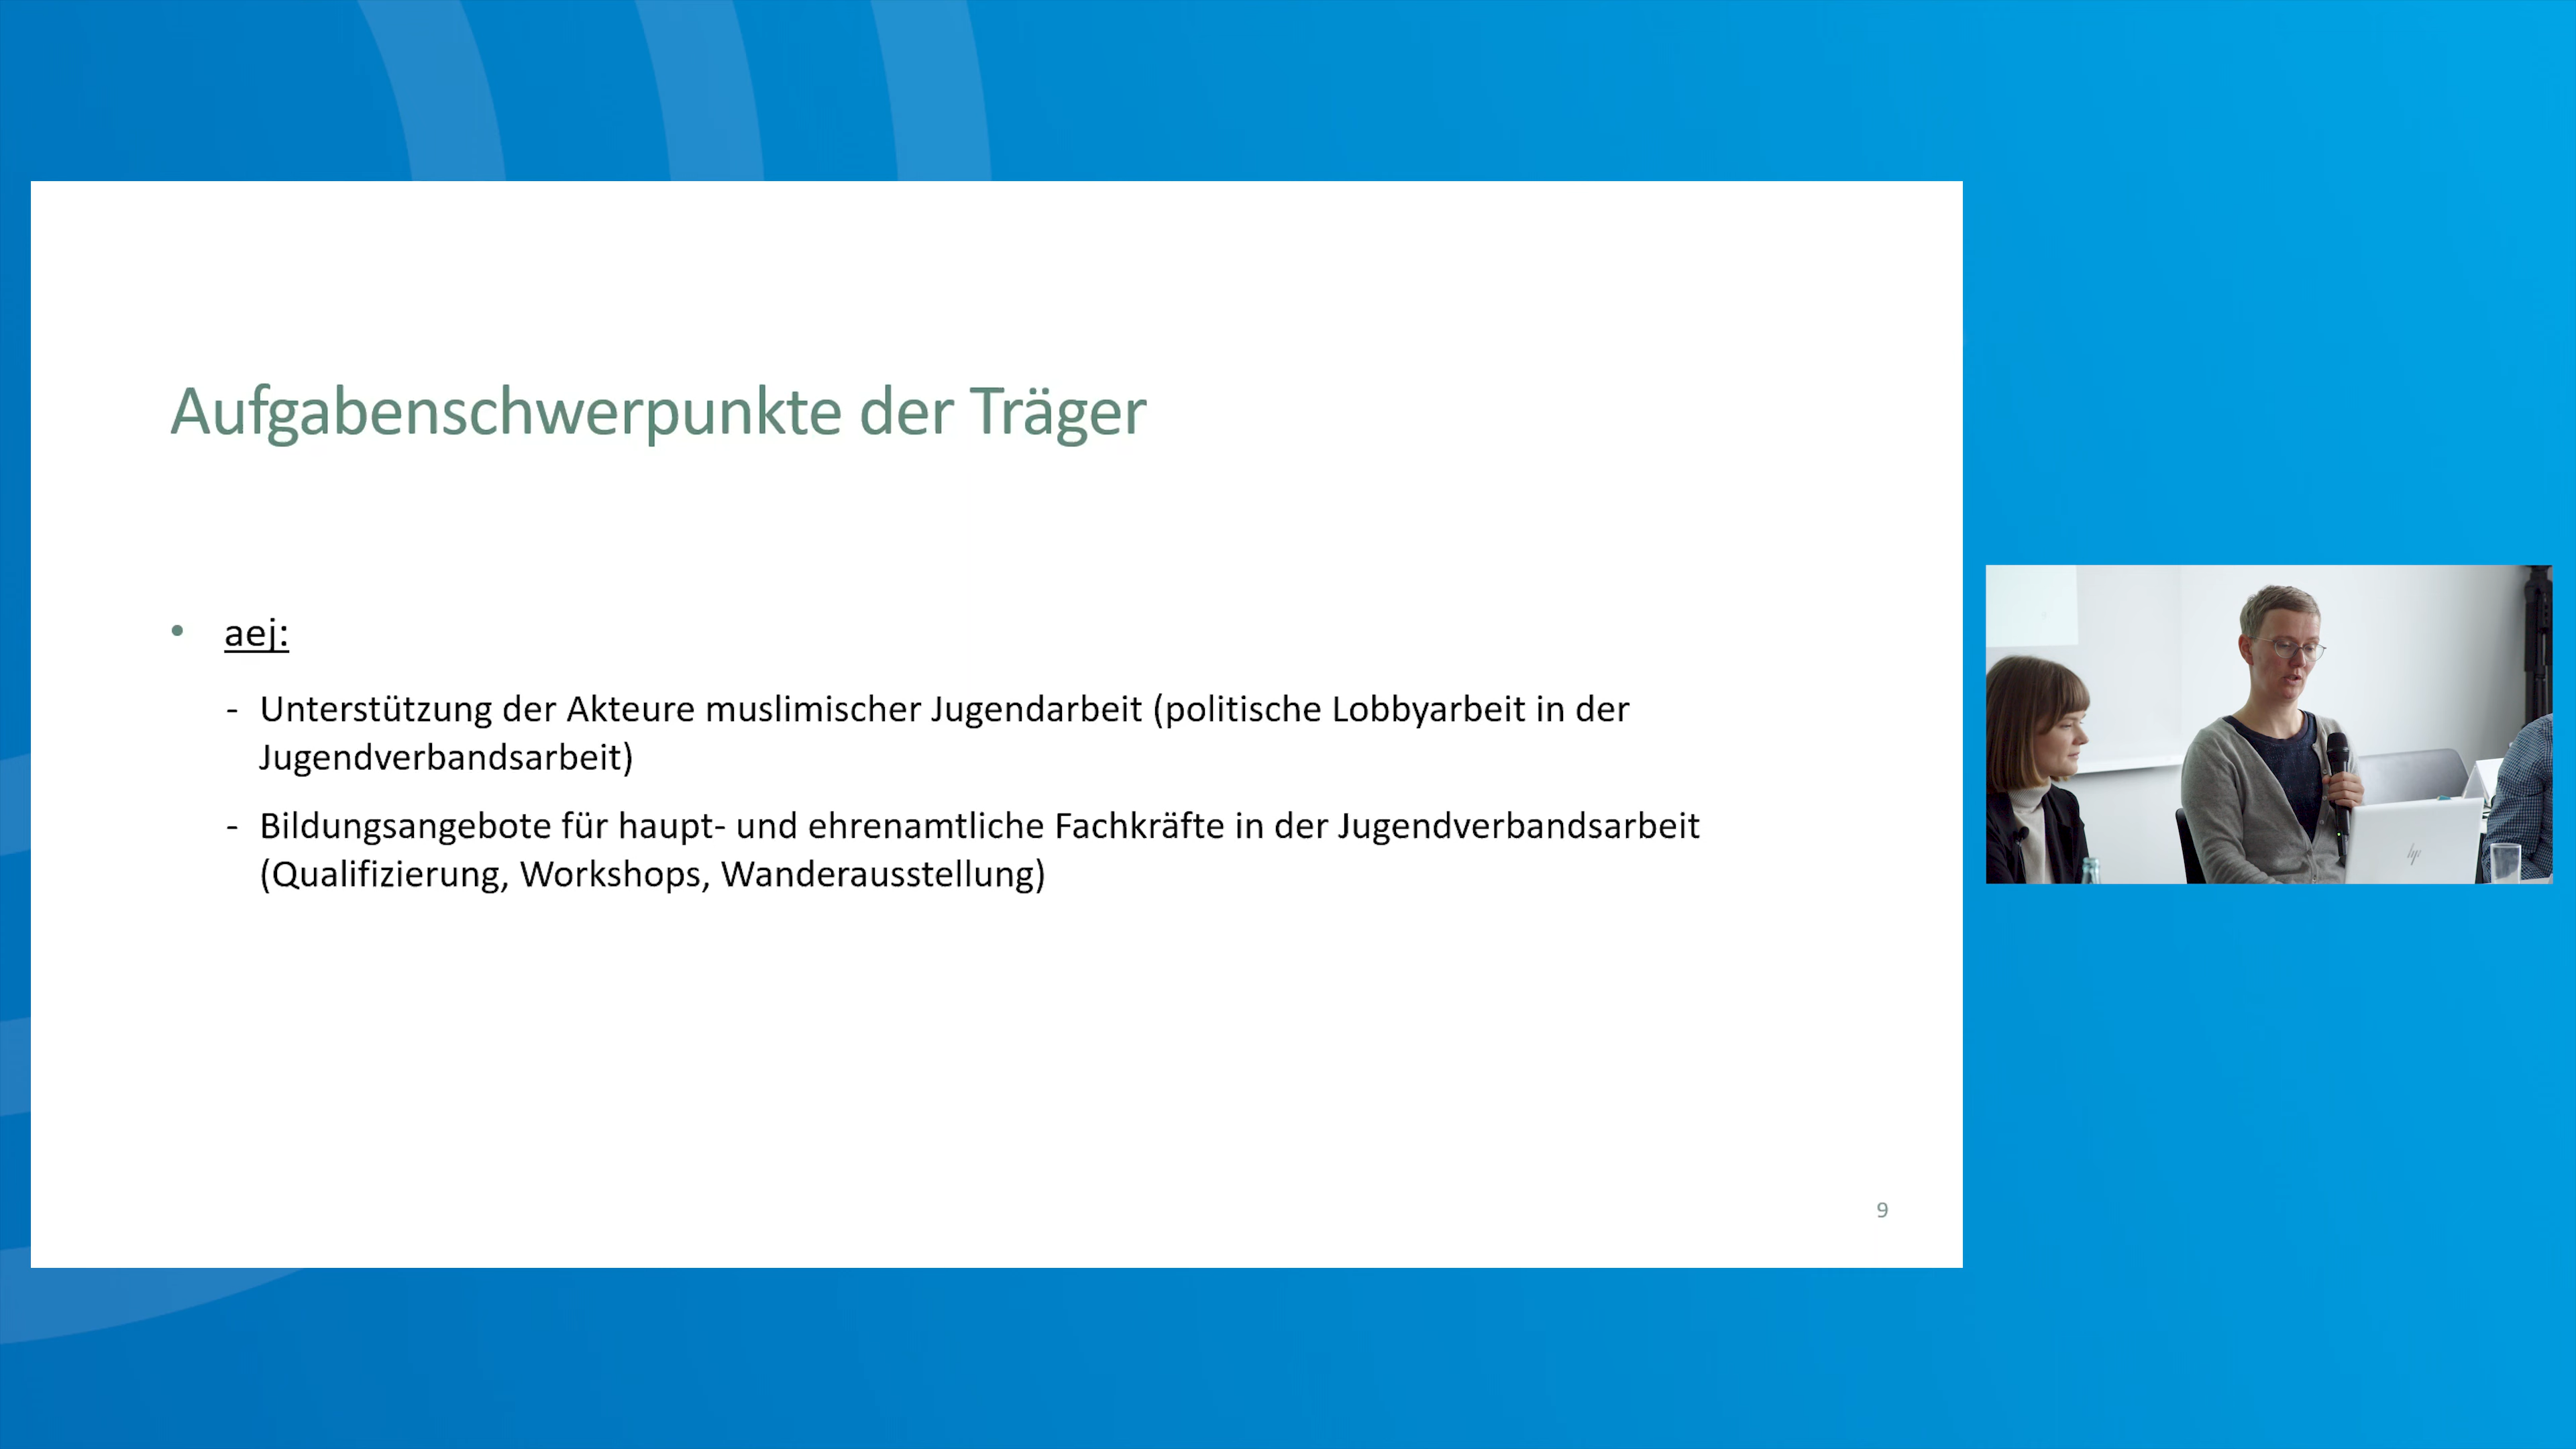 Aufgabenschwerpunkte der Träger
• aej:
- Unterstützung der Akteure muslimischer Jugendarbeit (politische Lobbyarbeit in der
Jugendverbandsarbeit)
- Bildungsangebote für haupt- und ehrenamtliche Fachkräfte in der Jugendverbandsarbeit
(Qualifizierung, Workshops, Wanderausstellung)
hp
9